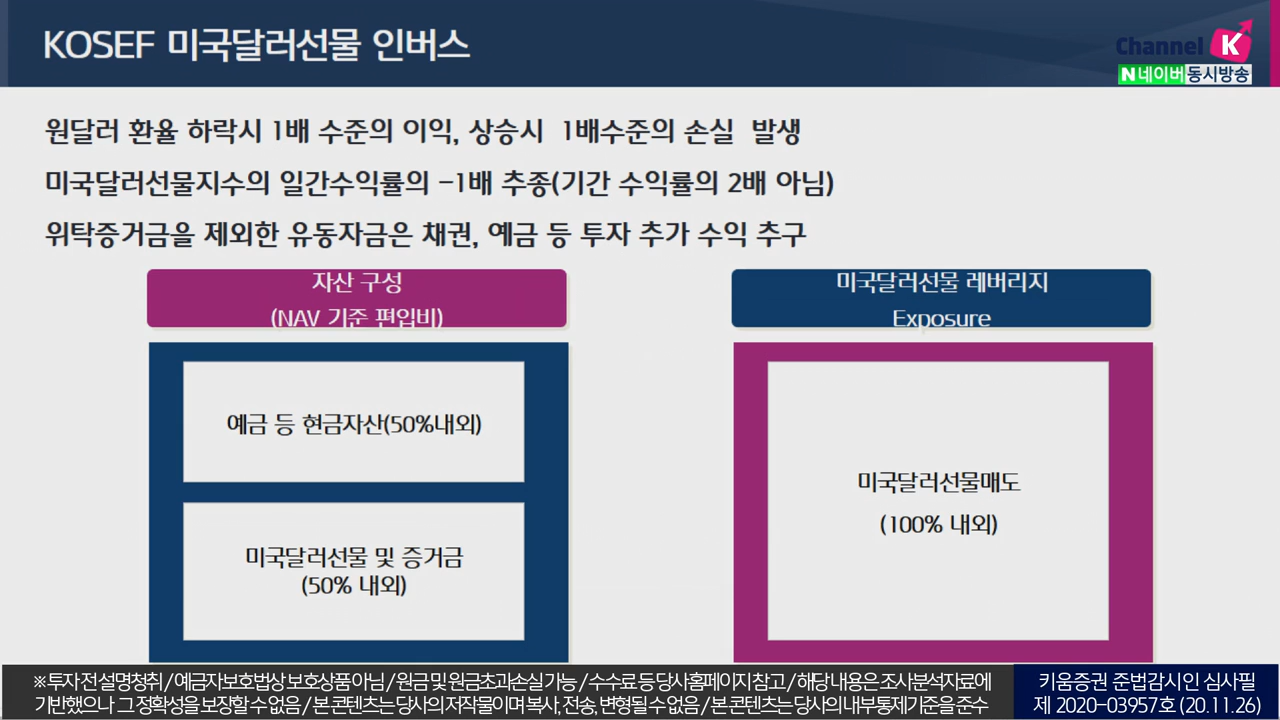 KOSEF 미국달러선물 인버스
Channel K
N 네이버 동시방송
원달러 환율 하락시 1배 수준의 이익, 상승시 1배수준의 손실 발생
미국달러선물지수의 일간수익률의 -1배 추종(기간 수익률의 2배 아님)
위탁증거금을 제외한 유동자금은 채권, 예금 등 투자 추가 수익 추구
자산 구성
(NAV 기준 편입비)
예금 등 현금자산(50%내외)
미국달러선물 및 증거금
(50% 내외)
미국달러선물 레버리지
Exposure
미국달러선물매도
(100% 내외)
※ 투자 전 설명청취 / 예금자보호법상 보호상품 아님 / 원금 및 원금초과손실 가능 / 수수료 등 당사홈페이지 참고 / 해당 내용은 조사분석자료에
기반했으나 그 정확성을 보장할 수 없음 / 본 콘텐츠는 당사의 저작물이며 복사, 전송, 변형될 수 없음 / 본 콘텐츠는 당사의 내부통제기준을 준수
키움증권 준법감시인 심사필
제 2020-03957호 (20.11.26)